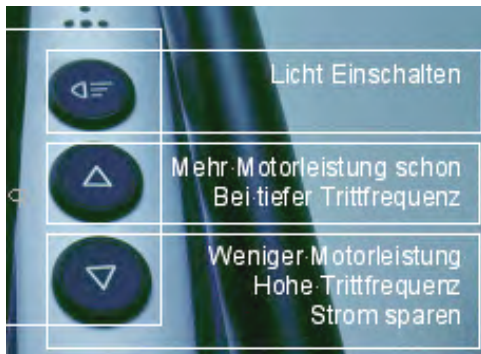 Licht Einschalten
Mehr Motorleistung schon
Bei tiefer Trittfrequenz
Weniger Motorleistung
Hohe Trittfrequenz
Strom sparen